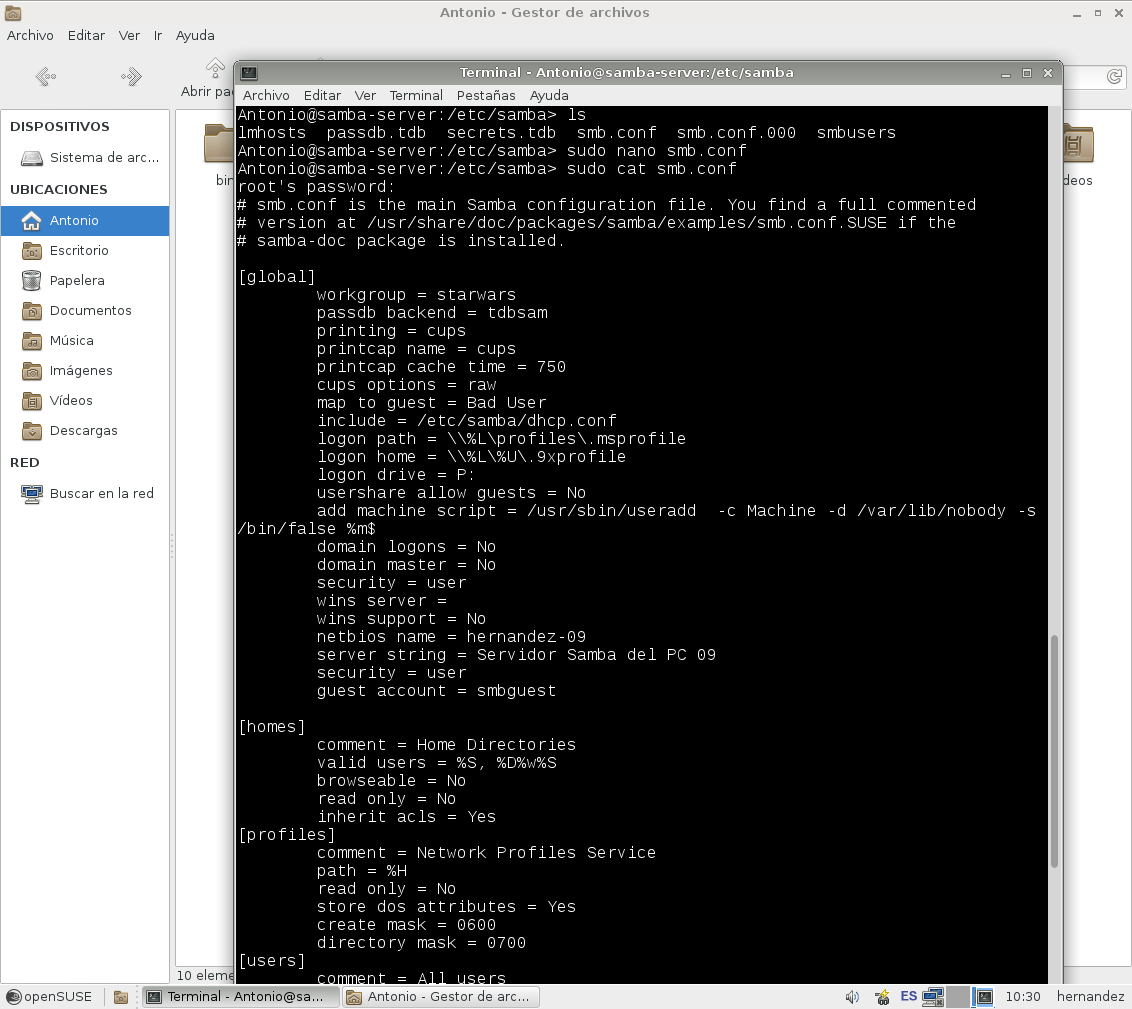 Antonio - Gestor de archivos
Archivo Editar Ver Ir Ayuda
Abrir
DISPOSITIVOS
Sistema de arc...
UBICACIONES
Antonio
Escritorio
Papelera
Documentos
Música
Imágenes
Vídeos
Descargas
RED
Buscar en la red
Terminal - Antonio@samba-server:/etc/samba
Archivo Editar Ver Terminal Pestañas Ayuda
Antonio@samba-server:/etc/samba> ls
lmhosts passdb.tdb secrets.tdb smb.conf smb.conf.000 smbusers
Antonio@samba-server:/etc/samba> sudo nano smb.conf
Antonio@samba-server:/etc/samba> sudo cat smb.conf
root's password:
# smb.conf is the main Samba configuration file. You find a full commented
# version at /usr/share/doc/packages/samba/examples/smb.conf.SUSE if the
# samba-doc package is installed.
[global]
workgroup = starwars
passdb backend = tdbsam
printing = cups
printcap name = cups
printcap cache time = 750
cups options = raw
map to guest = Bad User
include = /etc/samba/dhcp.conf
logon path = \\%L\profiles\.msprofile
logon home = \\%L\%U\.9xprofile
logon drive = P:
usershare allow guests = No
add machine script = /usr/sbin/useradd  -c Machine -d /var/lib/nobody -s
/bin/false %m$
domain logons = No
domain master = No
security = user
wins server =
wins support = No
netbios name = hernandez-09
server string = Servidor Samba del PC 09
security = user
guest account = smbguest
[homes]
comment = Home Directories
valid users = %S, %D%w%S
browseable = No
read only = No
inherit acls = Yes
[profiles]
comment = Network Profiles Service
path = %H
read only = No
store dos attributes = Yes
create mask = 0600
directory mask = 0700
[users]
comment = All users
10
openSUSE
Terminal - Antonio@sa...
Antonio - Gestor de arc...
ES
10:30
hernandez